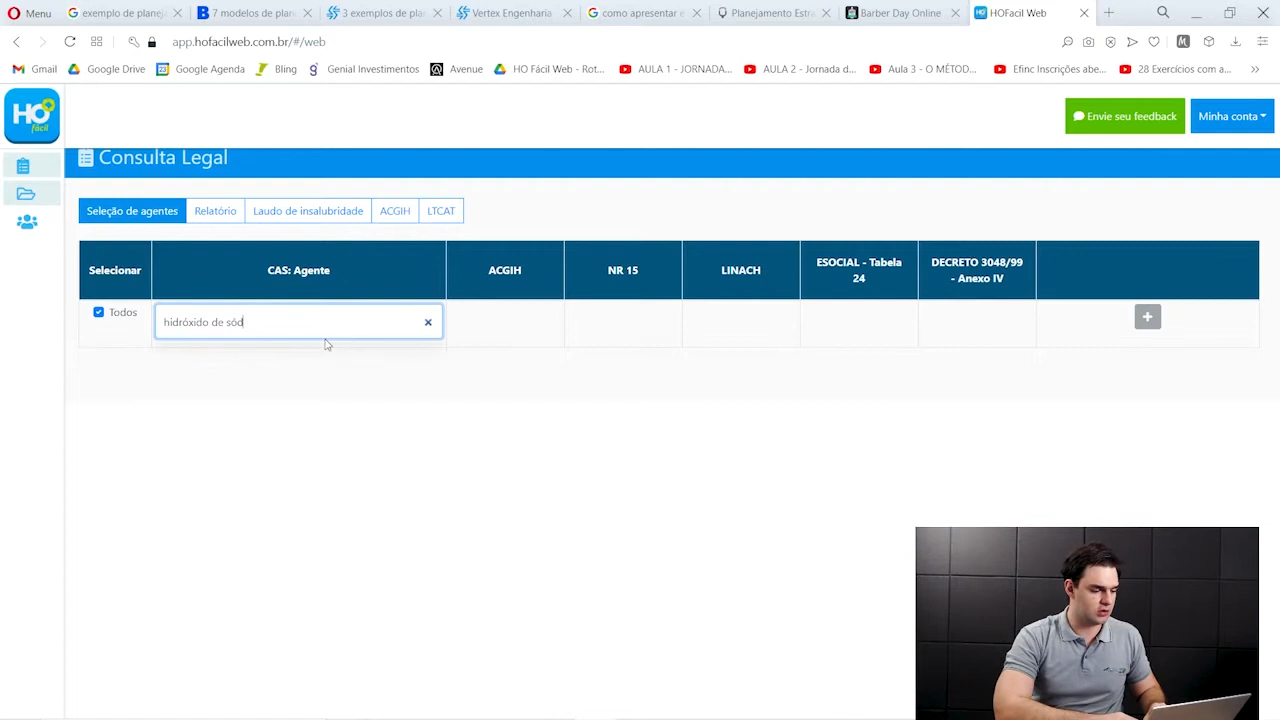 Menu
exemplo de planej
7 modelos de plan
3 exemplos de pla
Vertex Engenharia
como apresentar e
Planejamento Estra
Barber Day Online
HOFacil Web
app.hofacilweb.com.br/#/web
Gmail
Google Drive
Google Agenda
Bling
Genial Investimentos
Avenue
HO Fácil Web - Rot...
AULA 1 - JORNADA...
AULA 2 - Jornada d...
Aula 3 - O MÉTOD...
Efinc Inscrições abe...
28 Exercícios com a...
HO
fácil
Envie seu feedback
Minha conta
Consulta Legal
Seleção de agentes
Relatório
Laudo de insalubridade
ACGIH
LTCAT
Selecionar
CAS: Agente
ACGIH
NR 15
LINACH
ESOCIAL - Tabela
24
DECRETO 3048/99
- Anexo IV
Todos
hidróxido de sód